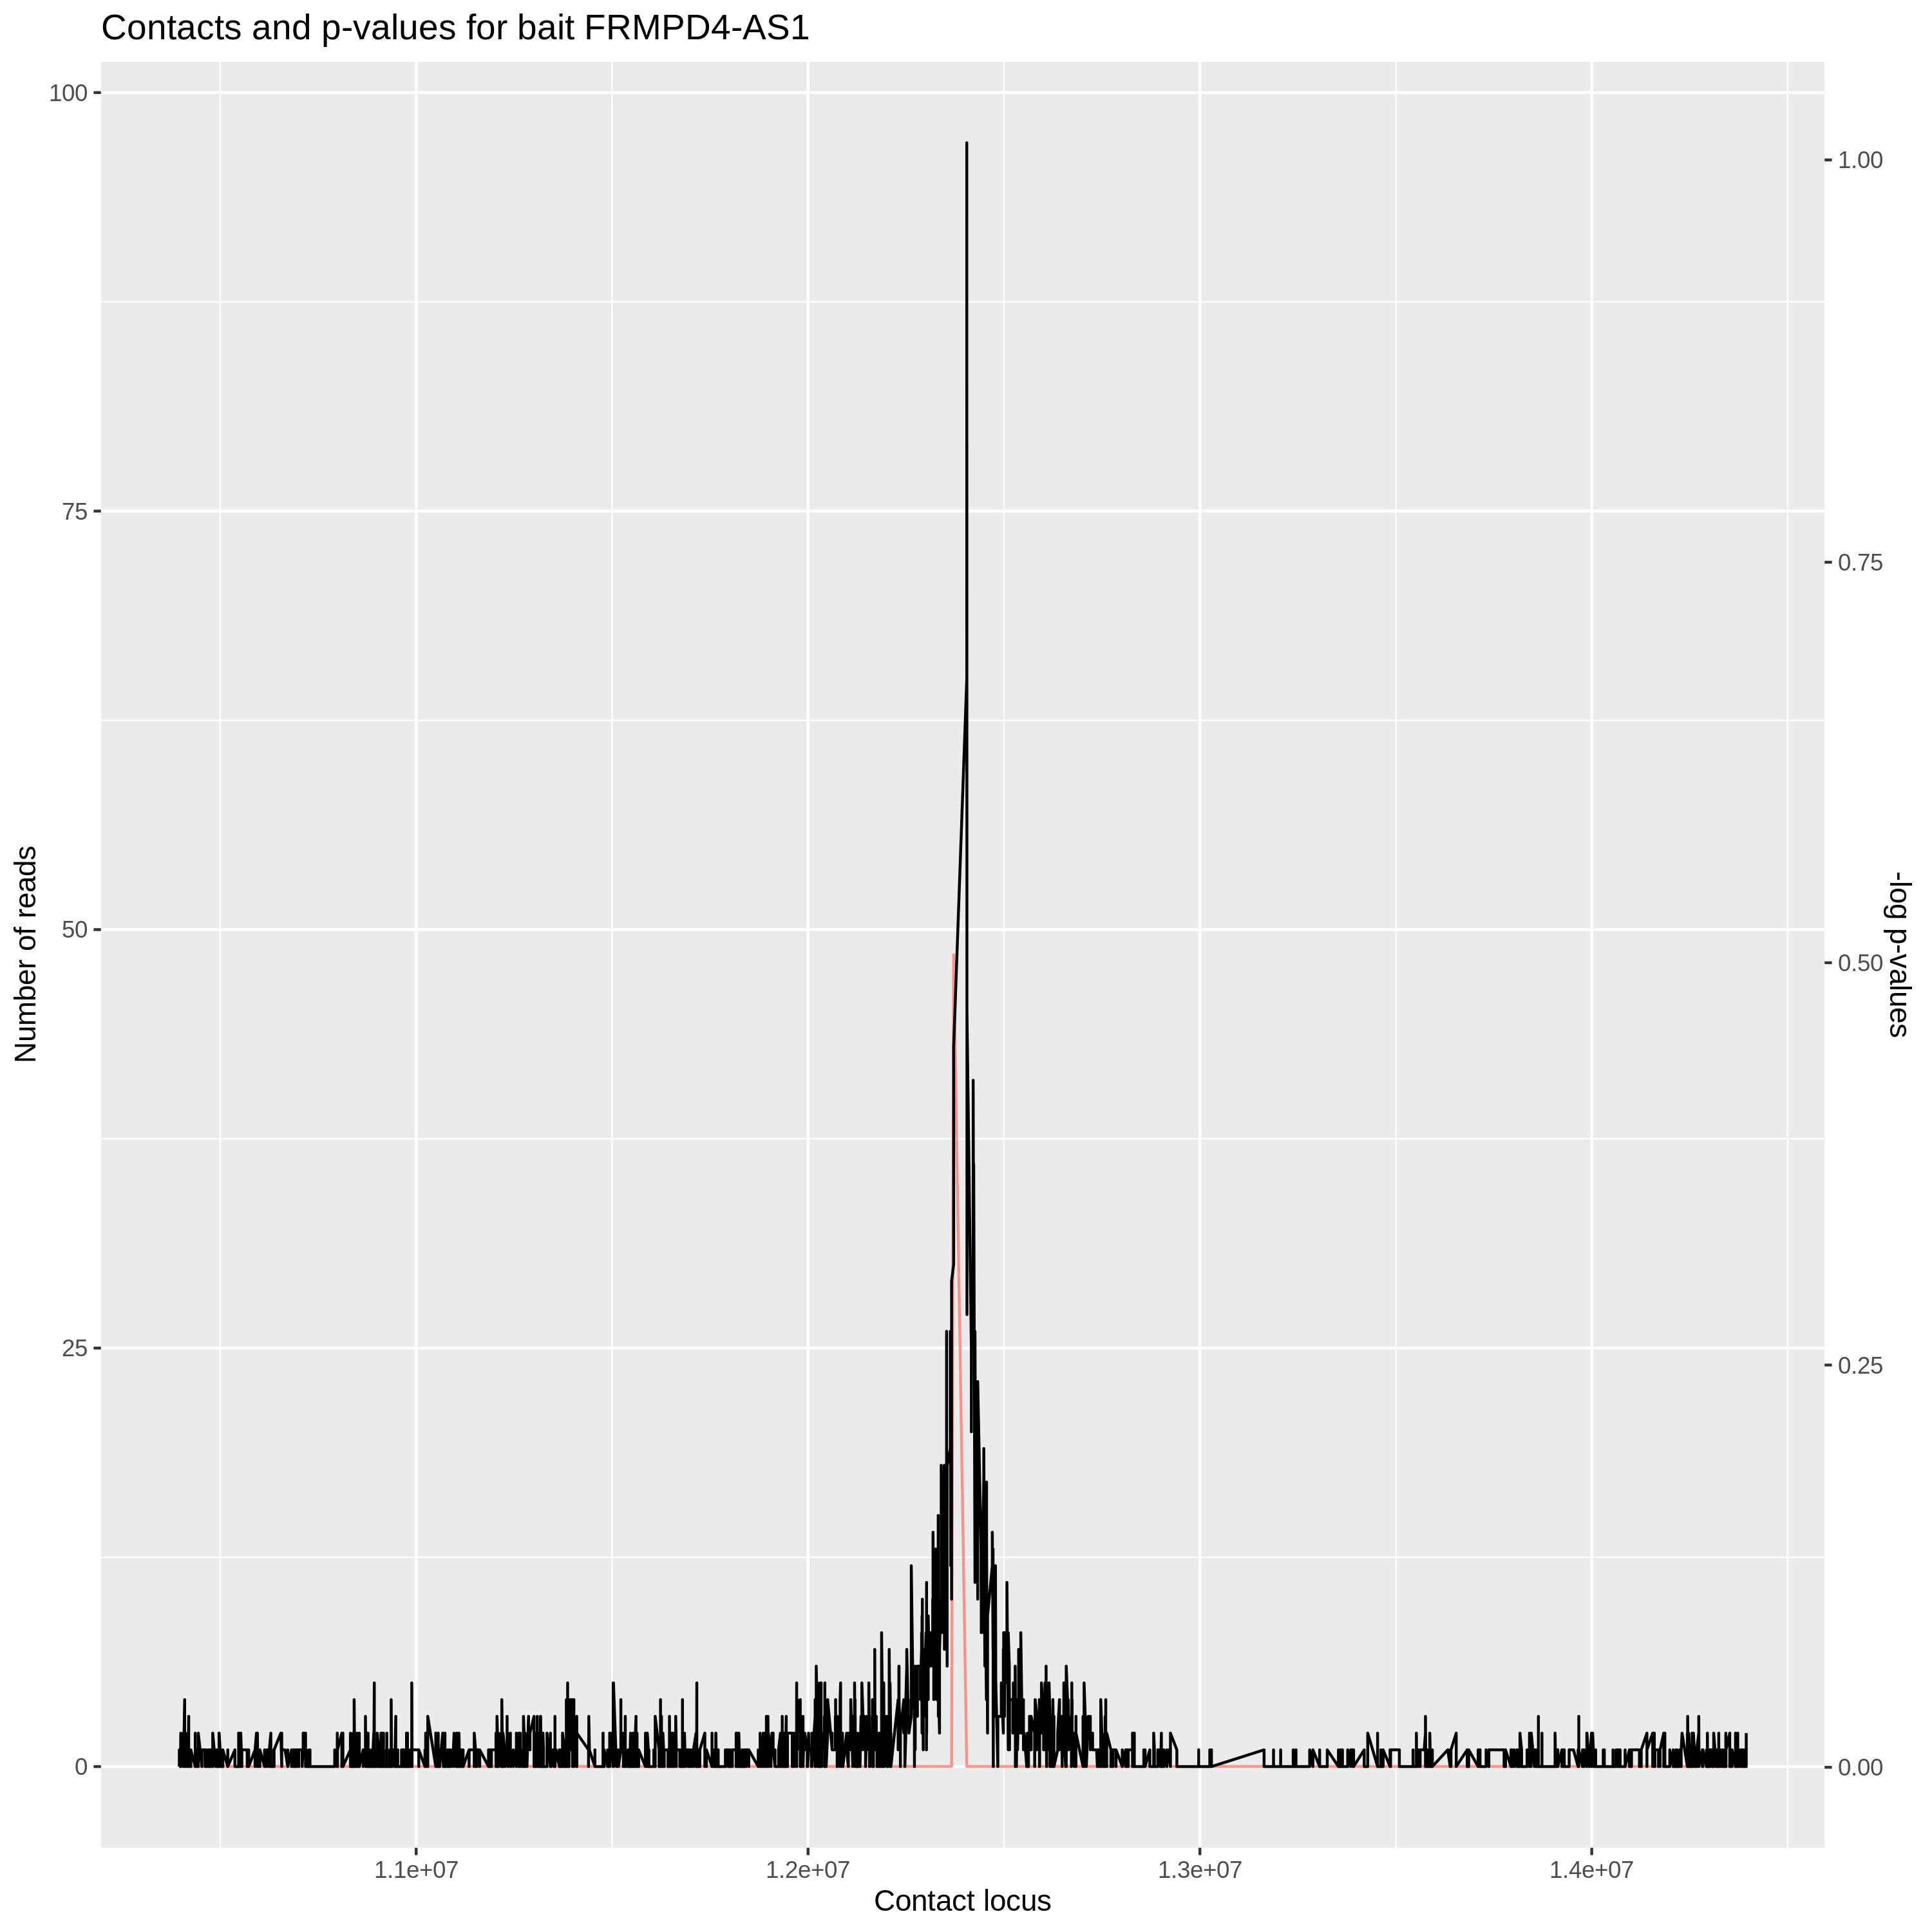 Contacts and p-values for bait FRMPD4-AS1
100
75
50
25
0
Number of reads
1.00
0.75
0.50
0.25
0.00
-log p-values
1.1e+07
1.2e+07
1.3e+07
1.4e+07
Contact locus